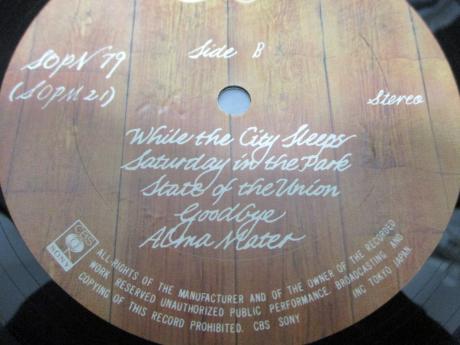 SOPN 79
Side B
(SOPM 21)
Stereo
While the City Sleeps
Saturday in the Park
State of the Union
Goodbye
Alma Mater
CBS
SONY
ALL RIGHTS OF THE MANUFACTURER AND OF THE OWNER OF THE RECORDED
WORK RESERVED UNAUTHORIZED PUBLIC PERFORMANCE. BROADCASTING AND
COPYING OF THIS RECORD PROHIBITED. CBS SONY INC TOKYO JAPAN